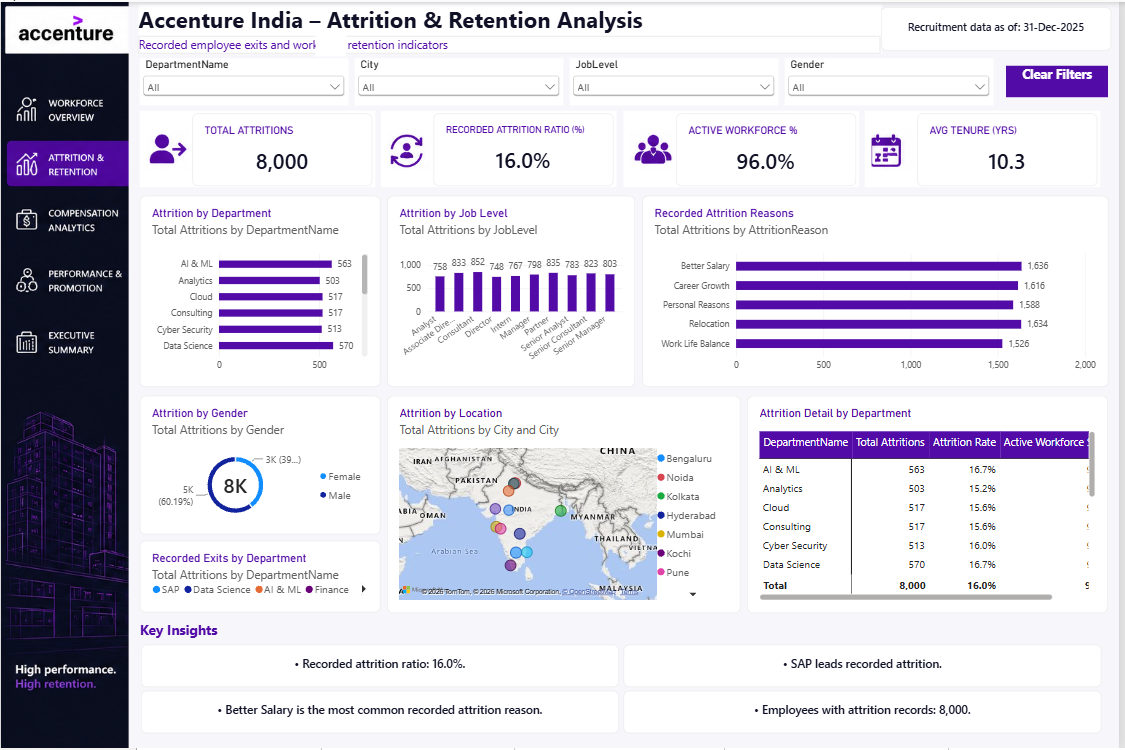 accenture
Accenture India – Attrition & Retention Analysis
Recorded employee exits and work
retention indicators
Recruitment data as of: 31-Dec-2025
DepartmentName
All
City
All
JobLevel
All
Gender
All
Clear Filters
WORKFORCE
OVERVIEW
ATTRITION &
RETENTION
COMPENSATION
ANALYTICS
PERFORMANCE &
PROMOTION
EXECUTIVE
SUMMARY
High performance.
High retention.
TOTAL ATTRITIONS
8,000
RECORDED ATTRITION RATIO (%)
16.0%
ACTIVE WORKFORCE %
96.0%
AVG TENURE (YRS)
10.3
Attrition by Department
Total Attritions by DepartmentName
AI & ML 563
Analytics 503
Cloud 517
Consulting 517
Cyber Security 513
Data Science 570
0 500
Attrition by Job Level
Total Attritions by JobLevel
1,000
500
0
758 833 852 748 767 798 835 783 823 803
Analyst
Associate Dire...
Consultant
Director
Intern
Manager
Partner
Senior Analyst
Senior Consultant
Senior Manager
Recorded Attrition Reasons
Total Attritions by AttritionReason
Better Salary 1,636
Career Growth 1,616
Personal Reasons 1,588
Relocation 1,634
Work Life Balance 1,526
0 500 1,000 1,500 2,000
Attrition by Gender
Total Attritions by Gender
3K (39...)
8K
5K
(60.19%)
Female
Male
Recorded Exits by Department
Total Attritions by DepartmentName
SAP Data Science AI & ML Finance
Attrition by Location
Total Attritions by City and City
CHINA
IRAN AFGHANISTAN
PAKISTAN
INDIA
OMAN
MYANMAR
THAILAND
VIETNA
Arabian Sea
MALAYSIA
© 2026 TomTom, © 2026 Microsoft Corporation, © OpenStreetMap Terms
Bengaluru
Noida
Kolkata
Hyderabad
Mumbai
Kochi
Pune
Attrition Detail by Department
DepartmentName Total Attritions Attrition Rate Active Workforce
AI & ML 563 16.7%
Analytics 503 15.2%
Cloud 517 15.6%
Consulting 517 15.6%
Cyber Security 513 16.0%
Data Science 570 16.7%
Total 8,000 16.0%
Key Insights
• Recorded attrition ratio: 16.0%.
• SAP leads recorded attrition.
• Better Salary is the most common recorded attrition reason.
• Employees with attrition records: 8,000.